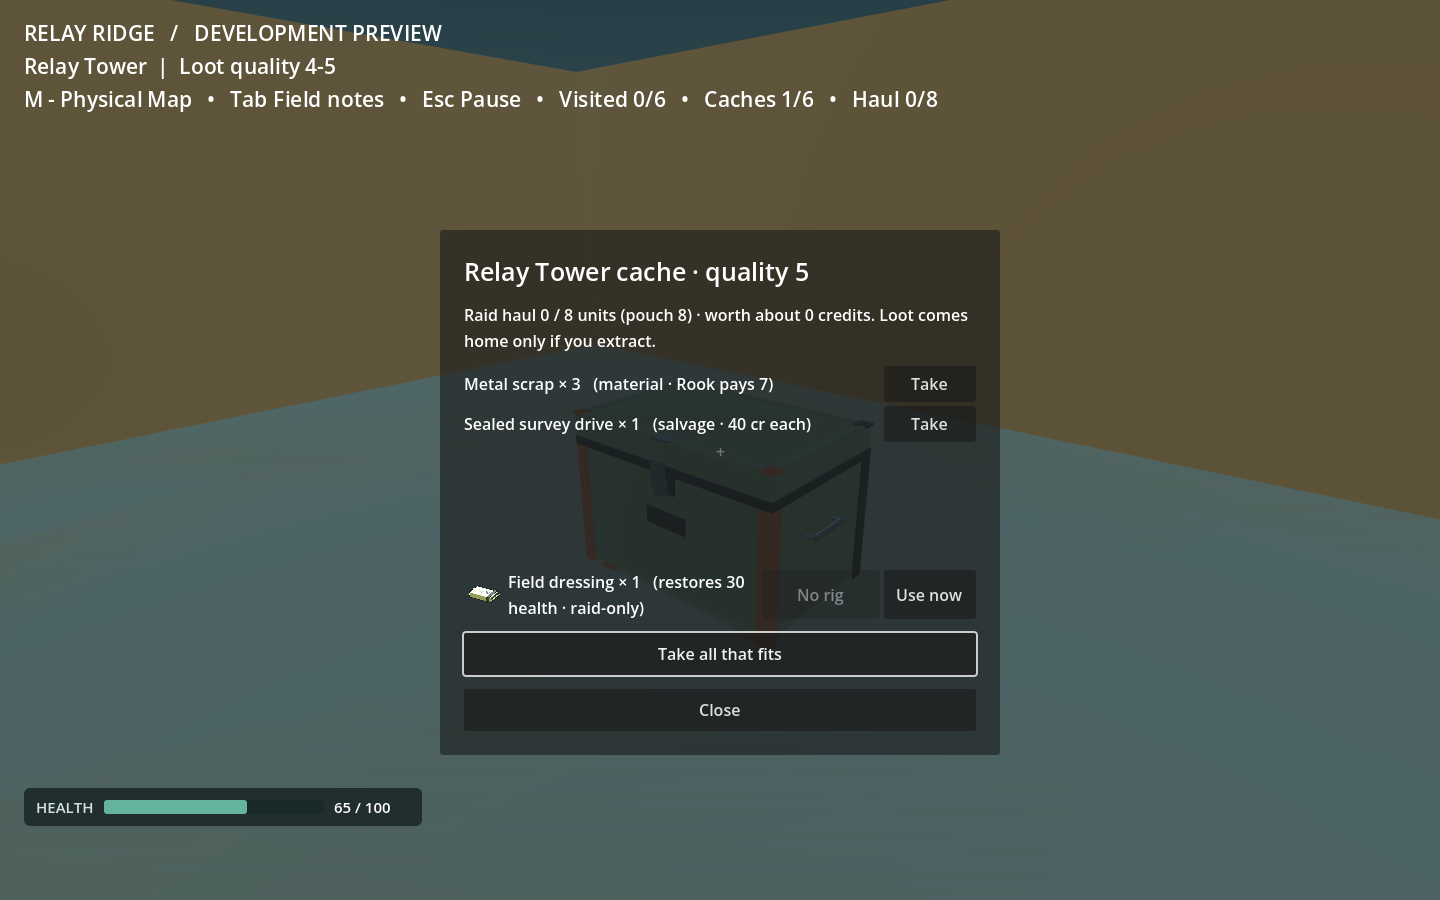 RELAY RIDGE / DEVELOPMENT PREVIEW
Relay Tower | Loot quality 4-5
M - Physical Map • Tab Field notes • Esc Pause • Visited 0/6 • Caches 1/6 • Haul 0/8
Relay Tower cache · quality 5
Raid haul 0 / 8 units (pouch 8) · worth about 0 credits. Loot comes
home only if you extract.
Metal scrap × 3 (material · Rook pays 7) Take
Sealed survey drive × 1 (salvage · 40 cr each) Take
Field dressing × 1 (restores 30
health · raid-only)
No rig Use now
Take all that fits
Close
HEALTH 65 / 100